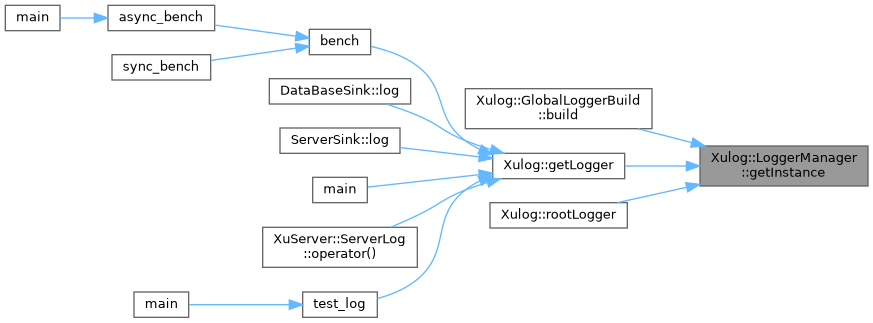 main
async_bench
sync_bench
bench
DataBaseSink::log
ServerSink::log
main
XuServer::ServerLog
::operator()
main
test_log
Xulog::GlobalLoggerBuild
::build
Xulog::getLogger
Xulog::rootLogger
Xulog::LoggerManager
::getInstance